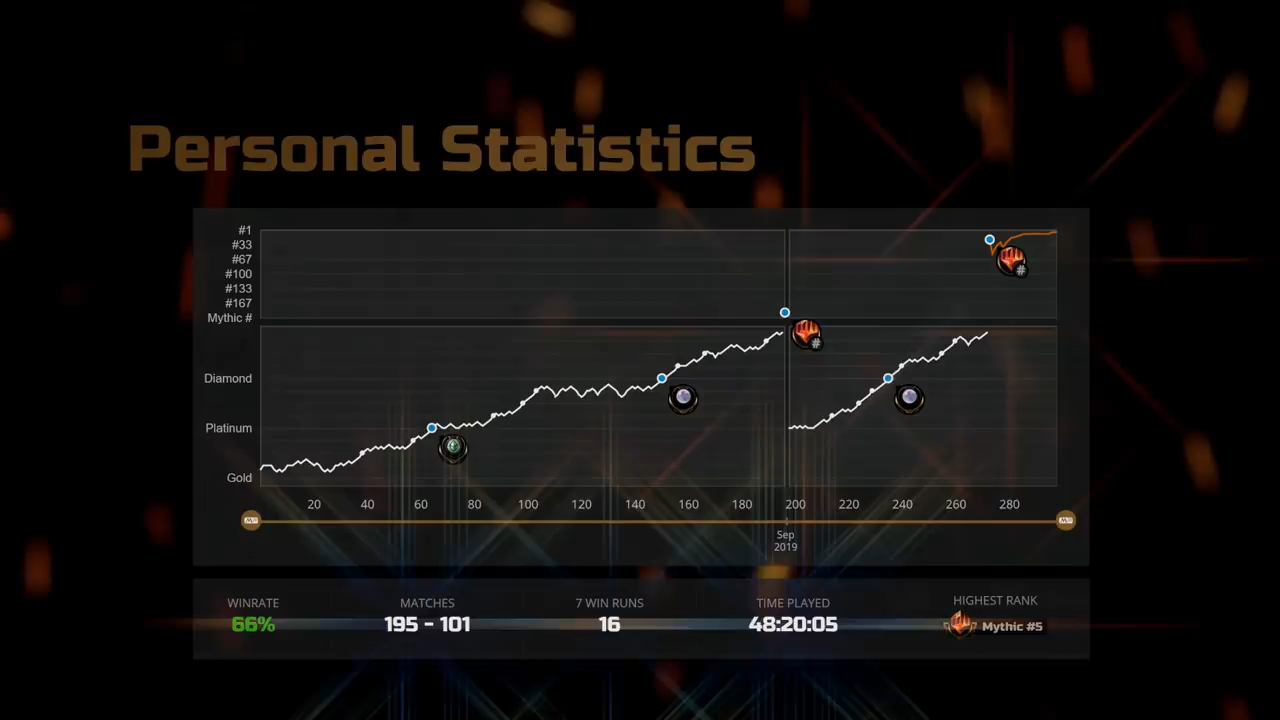 Personal Statistics
#1
#33
#67
#100
#133
#167
Mythic #
#
#
Diamond
Platinum
Gold
20 40 60 80 100 120 140 160 180 200 220 240 260 280
Sep
2019
WINRATE MATCHES 7 WIN RUNS TIME PLAYED HIGHEST RANK
66% 195 - 101 16 48:20:05 Mythic #5